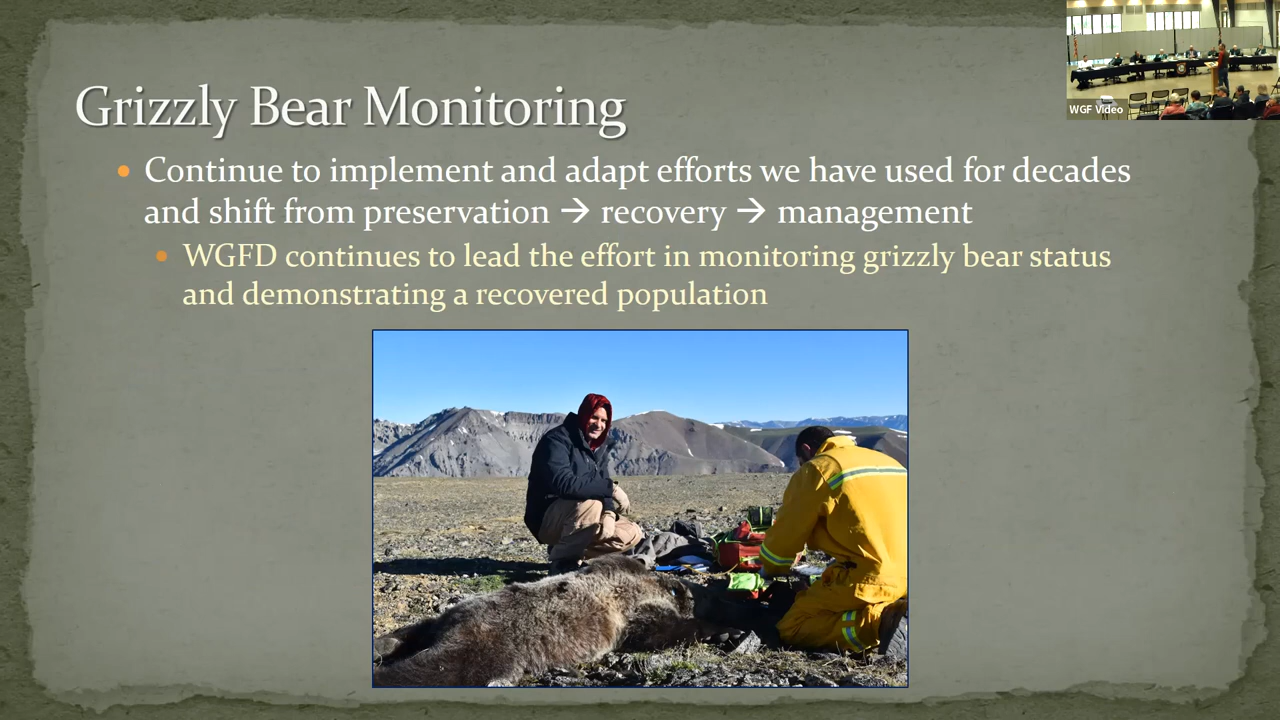 WGF Video
Grizzly Bear Monitoring
• Continue to implement and adapt efforts we have used for decades
and shift from preservation → recovery → management
• WGFD continues to lead the effort in monitoring grizzly bear status
and demonstrating a recovered population